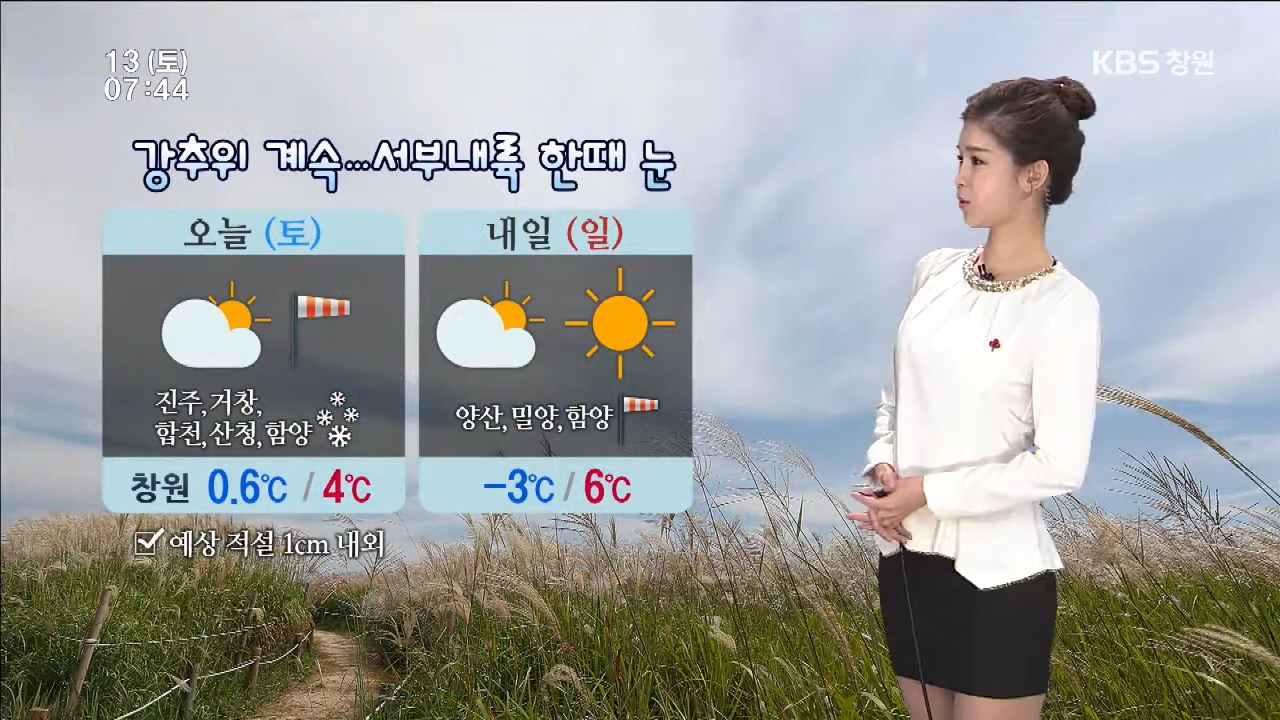 13 (토)
07:44
KBS 창원
강추위 계속...서부내륙 한때 눈
오늘 (토)
내일 (일)
진주, 거창,
합천, 산청, 함양
양산, 밀양, 함양
창원 0.6℃ / 4℃
-3℃ / 6℃
예상 적설 1cm 내외